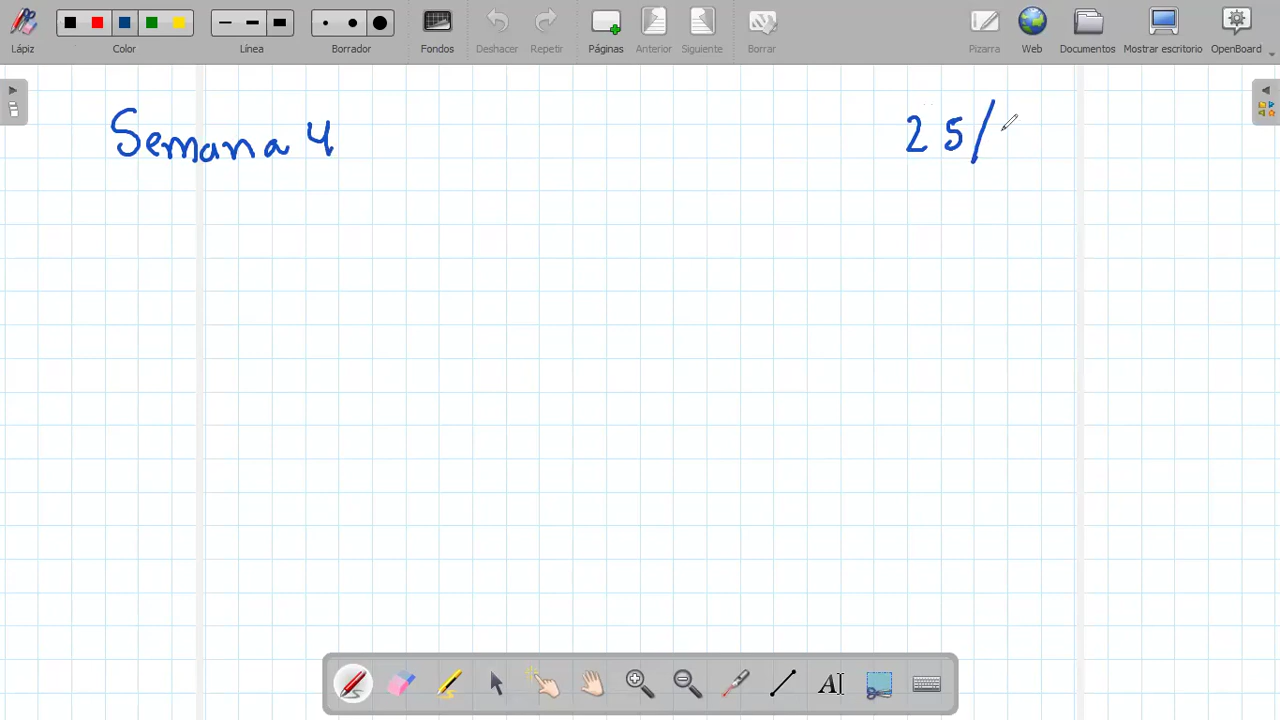 Lápiz Color Línea Borrador Fondos Deshacer Repetir Páginas Anterior Siguiente Borrar Pizarra Web Documentos Mostrar escritorio OpenBoard
Semana 4 25/